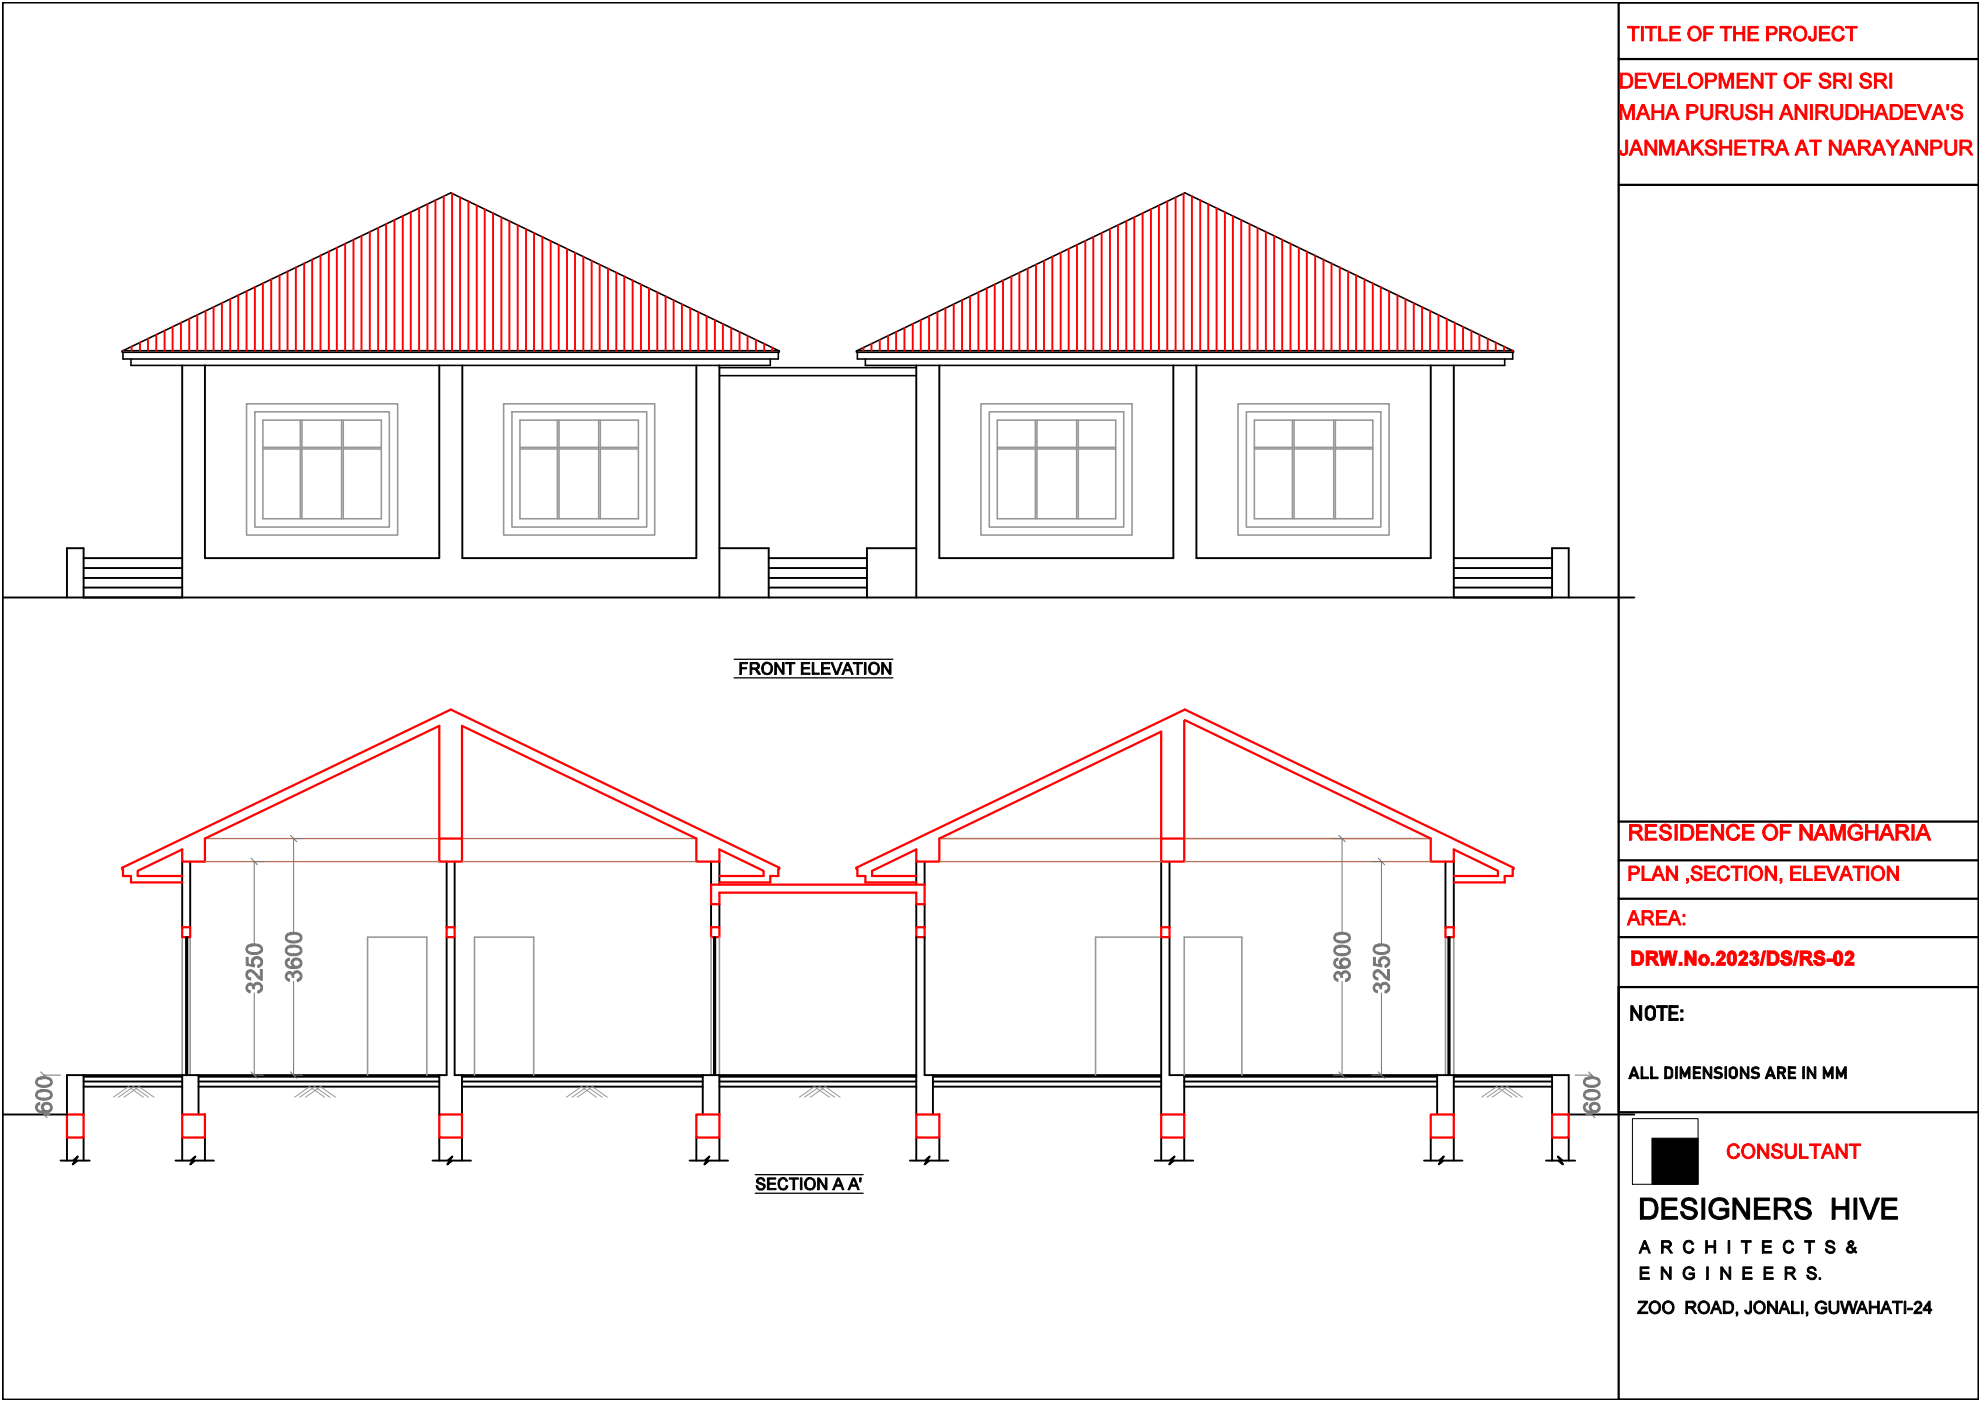 TITLE OF THE PROJECT
DEVELOPMENT OF SRI SRI
MAHA PURUSH ANIRUDHADEVA'S
JANMAKSHETRA AT NARAYANPUR
FRONT ELEVATION
3250
3600
3600
3250
600
600
SECTION A A'
RESIDENCE OF NAMGHARIA
PLAN ,SECTION, ELEVATION
AREA:
DRW.No.2023/DS/RS-02
NOTE:
ALL DIMENSIONS ARE IN MM
CONSULTANT
DESIGNERS HIVE
ARCHITECTS&
ENGINEERS.
ZOO ROAD, JONALI, GUWAHATI-24